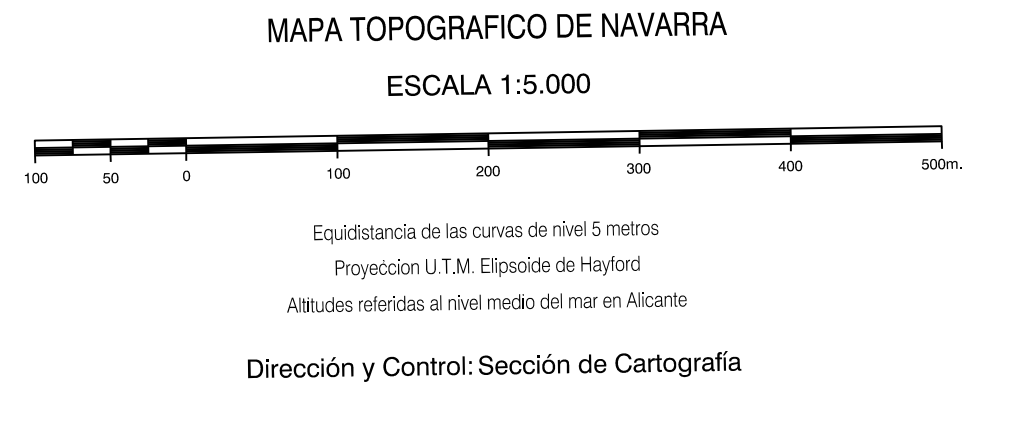 MAPA TOPOGRAFICO DE NAVARRA
ESCALA 1:5.000
100 50 0 100 200 300 400 500m.
Equidistancia de las curvas de nivel 5 metros
Proyeccion U.T.M. Elipsoide de Hayford
Altitudes referidas al nivel medio del mar en Alicante
Dirección y Control: Sección de Cartografía